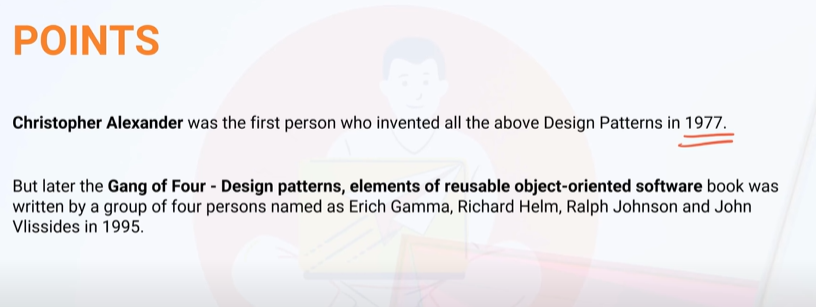 POINTS
Christopher Alexander was the first person who invented all the above Design Patterns in 1977.
But later the Gang of Four - Design patterns, elements of reusable object-oriented software book was
written by a group of four persons named as Erich Gamma, Richard Helm, Ralph Johnson and John
Vlissides in 1995.